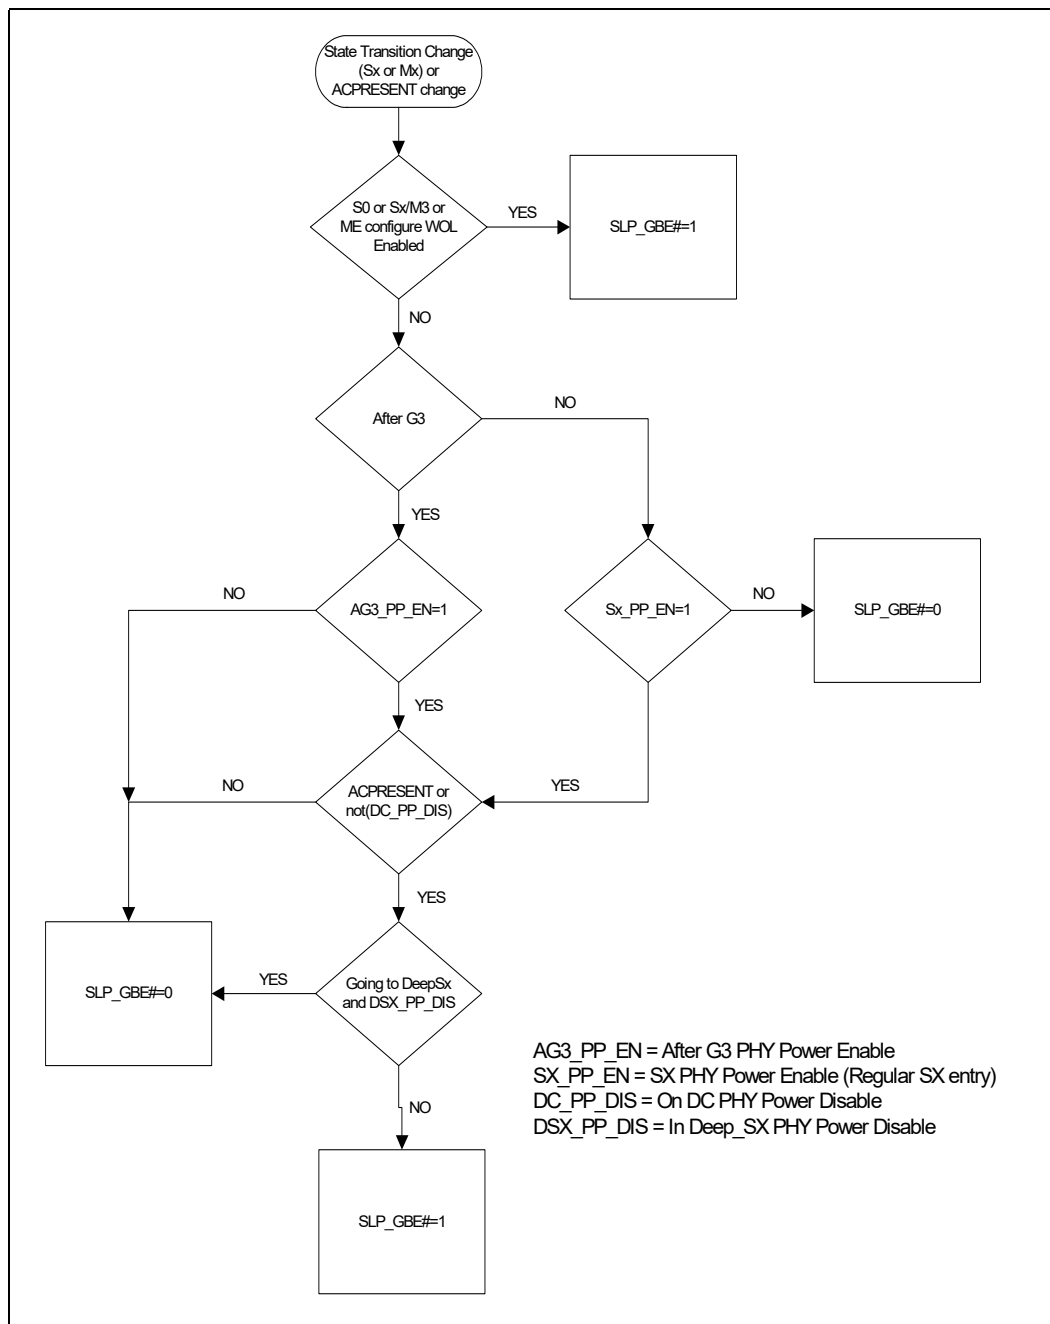 State Transition Change
(Sx or Mx) or
ACPRESENT change
S0 or Sx/M3 or
ME configure WOL
Enabled
YES
SLP_GBE#=1
NO
After G3
NO
YES
NO
AG3_PP_EN=1
Sx_PP_EN=1
NO
SLP_GBE#=0
YES
NO
ACPRESENT or
not(DC_PP_DIS)
YES
YES
SLP_GBE#=0
YES
Going to DeepSx
and DSX_PP_DIS
NO
SLP_GBE#=1
AG3_PP_EN = After G3 PHY Power Enable
SX_PP_EN = SX PHY Power Enable (Regular SX entry)
DC_PP_DIS = On DC PHY Power Disable
DSX_PP_DIS = In Deep_SX PHY Power Disable